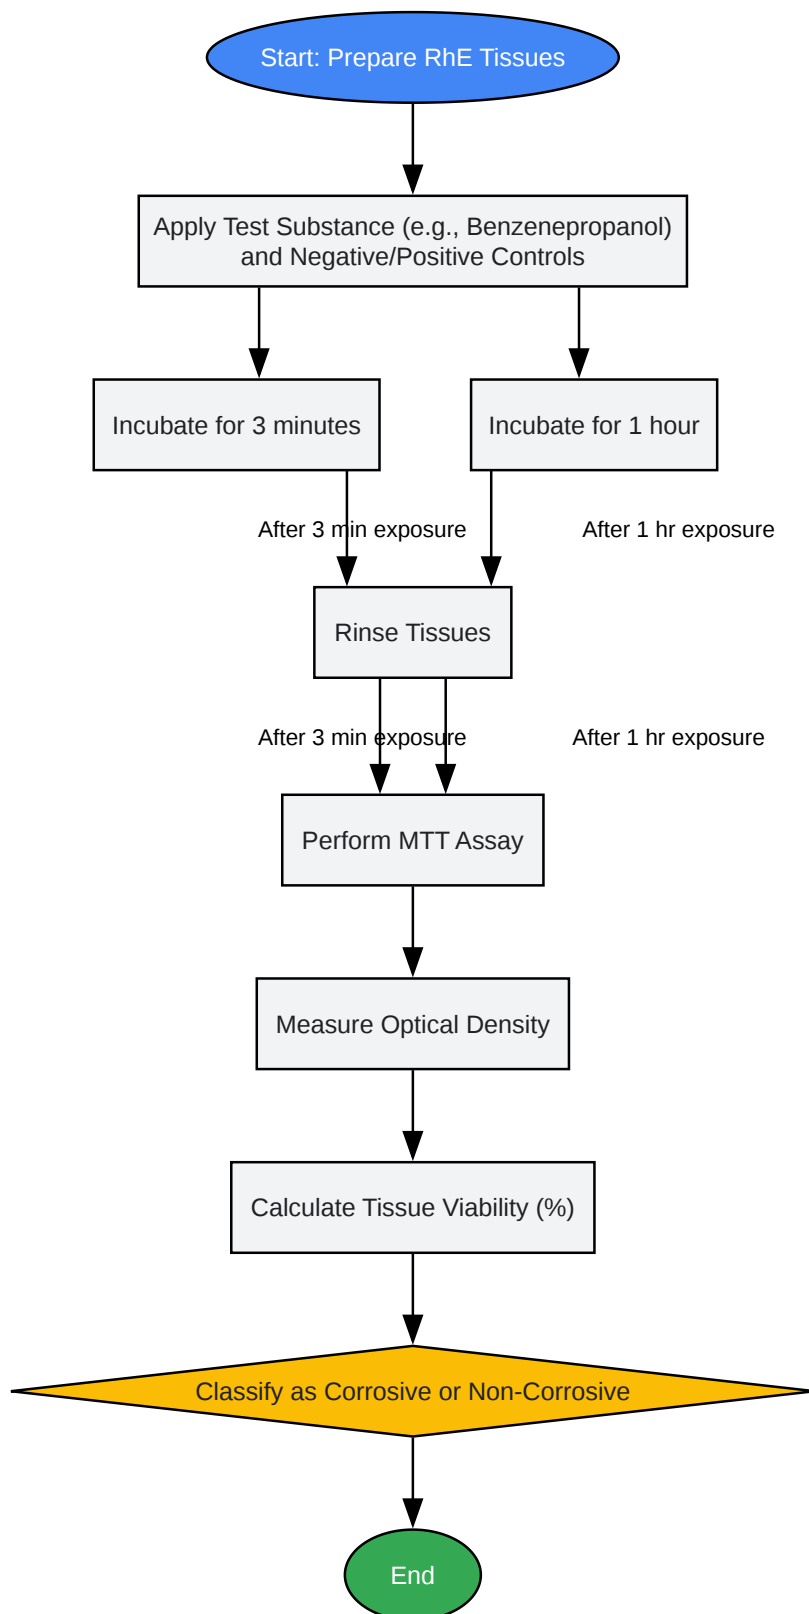 Start: Prepare RhE Tissues
Apply Test Substance (e.g., Benzenepropanol)
and Negative/Positive Controls
Incubate for 3 minutes
Incubate for 1 hour
After 3 min exposure
After 1 hr exposure
Rinse Tissues
After 3 min exposure
After 1 hr exposure
Perform MTT Assay
Measure Optical Density
Calculate Tissue Viability (%)
Classify as Corrosive or Non-Corrosive
End